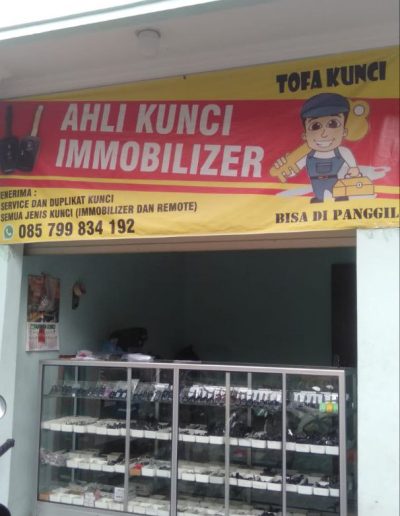 TOFA KUNCI
AHLI KUNCI
IMMOBILIZER
ENERIMA :
SERVICE DAN DUPLIKAT KUNCI
SEMUA JENIS KUNCI (IMMOBILIZER DAN REMOTE)
085 799 834 192
BISA DI PANGGIL